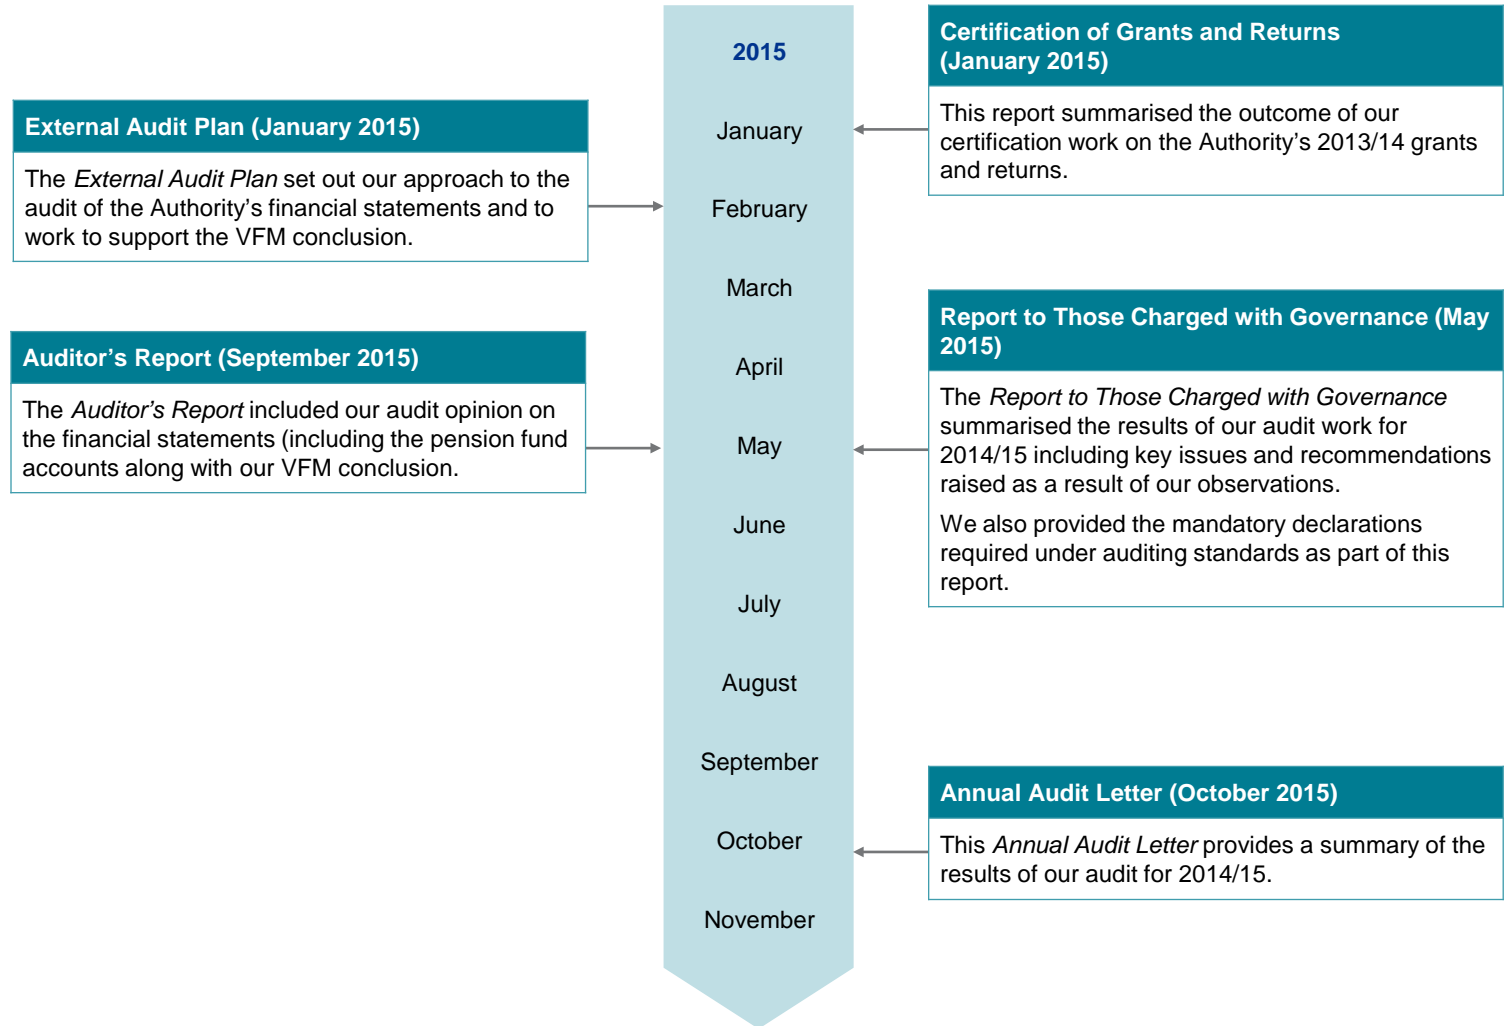 2015
January
February
March
April
May
June
July
August
September
October
November
External Audit Plan (January 2015)
The External Audit Plan set out our approach to the
audit of the Authority’s financial statements and to
work to support the VFM conclusion.
Auditor’s Report (September 2015)
The Auditor’s Report included our audit opinion on
the financial statements (including the pension fund
accounts along with our VFM conclusion.
Certification of Grants and Returns
(January 2015)
This report summarised the outcome of our
certification work on the Authority’s 2013/14 grants
and returns.
Report to Those Charged with Governance (May
2015)
The Report to Those Charged with Governance
summarised the results of our audit work for
2014/15 including key issues and recommendations
raised as a result of our observations.
We also provided the mandatory declarations
required under auditing standards as part of this
report.
Annual Audit Letter (October 2015)
This Annual Audit Letter provides a summary of the
results of our audit for 2014/15.